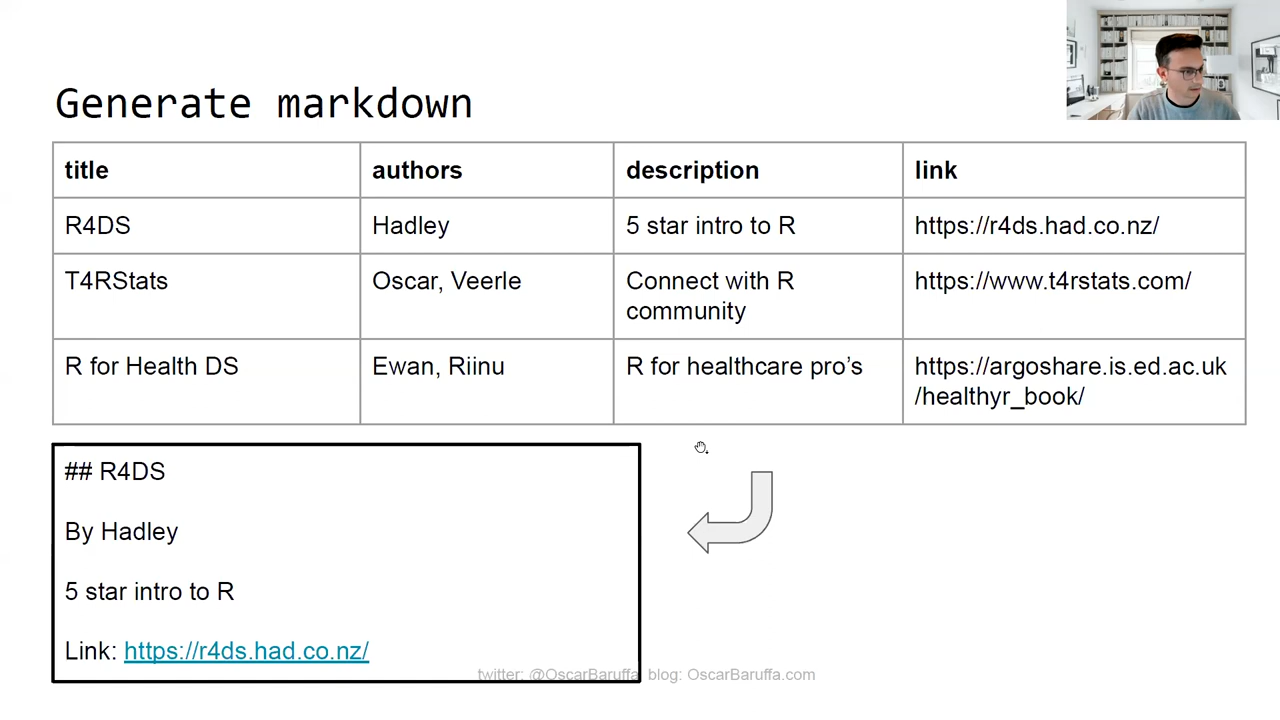 Generate markdown
title authors description link
R4DS Hadley 5 star intro to R https://r4ds.had.co.nz/
T4RStats Oscar, Veerle Connect with R https://www.t4rstats.com/
community
R for Health DS Ewan, Riinu R for healthcare pro’s https://argoshare.is.ed.ac.uk
/healthyr_book/
## R4DS
By Hadley
5 star intro to R
Link: https://r4ds.had.co.nz/
twitter: @OscarBaruffa blog: OscarBaruffa.com